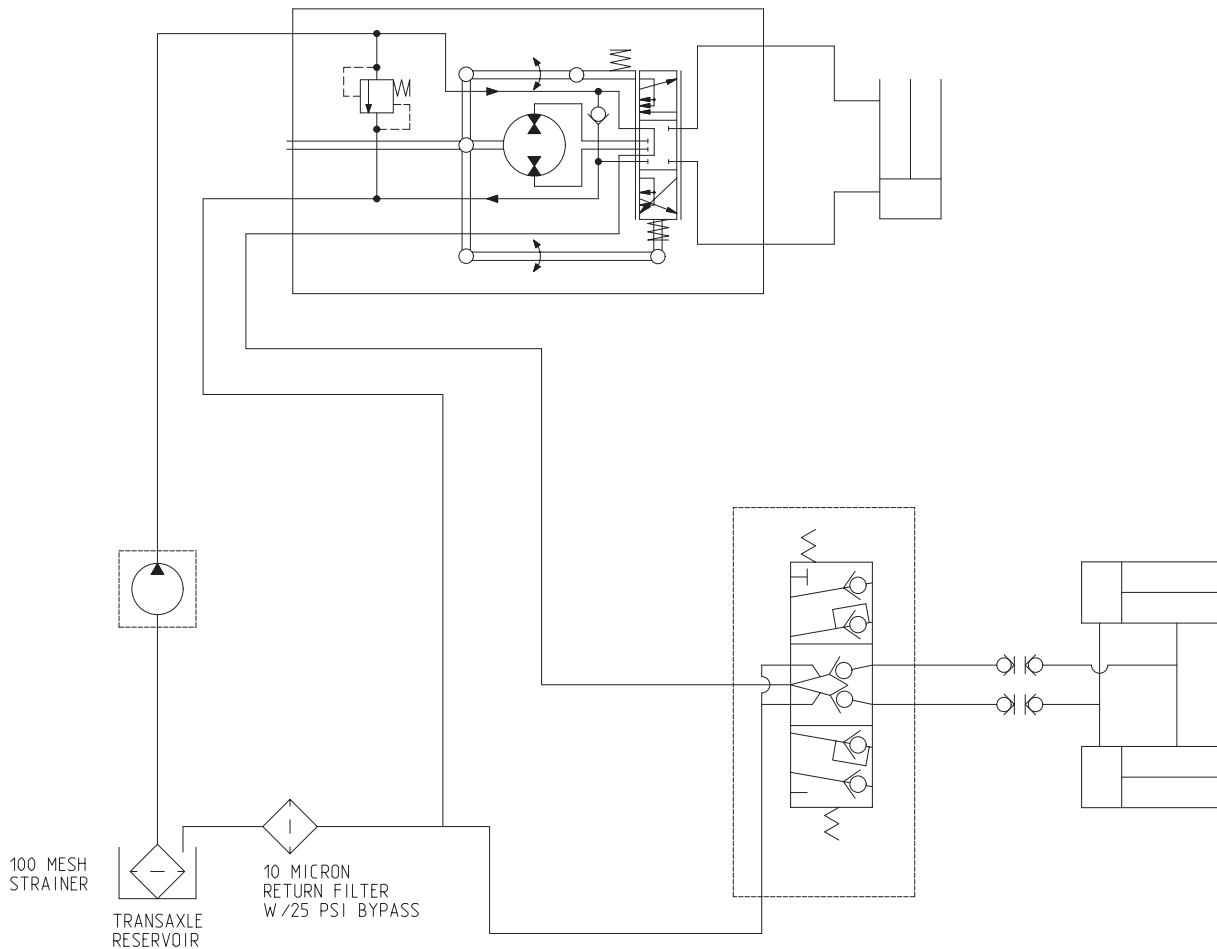 100 MESH
STRAINER
TRANSAXLE
RESERVOIR
10 MICRON
RETURN FILTER
W/25 PSI BYPASS